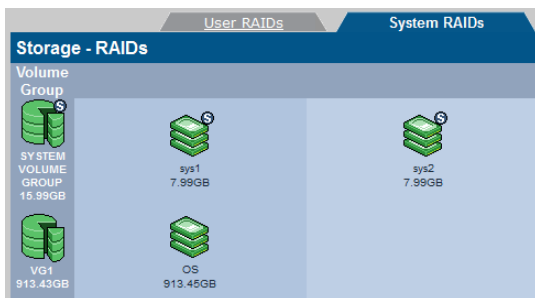 User RAIDs
System RAIDs
Storage - RAIDs
Volume
Group
S
SYSTEM
VOLUME
GROUP
15.99GB
S
sys1
7.99GB
S
sys2
7.99GB
VG1
913.43GB
OS
913.45GB